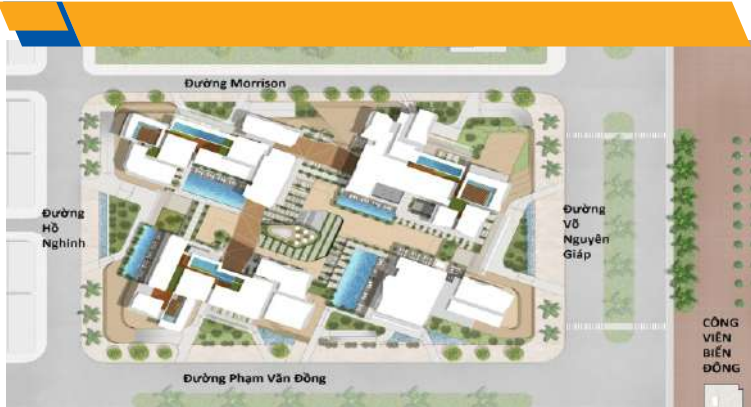 Đường Morrison
Đường
Hồ
Nghinh
Đường
Võ
Nguyên
Giáp
CÔNG
VIÊN
BIỂN
ĐÔNG
Đường Phạm Văn Đồng